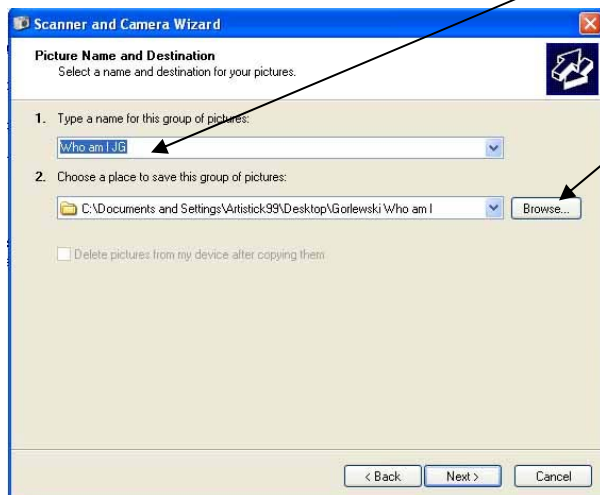 Scanner and Camera Wizard
Picture Name and Destination
Select a name and destination for your pictures.
1. Type a name for this group of pictures:
Who am I JG
2. Choose a place to save this group of pictures:
C:\Documents and Settings\Artistick99\Desktop\Gorlewski Who am I
Browse...
Delete pictures from my device after copying them
< Back
Next >
Cancel